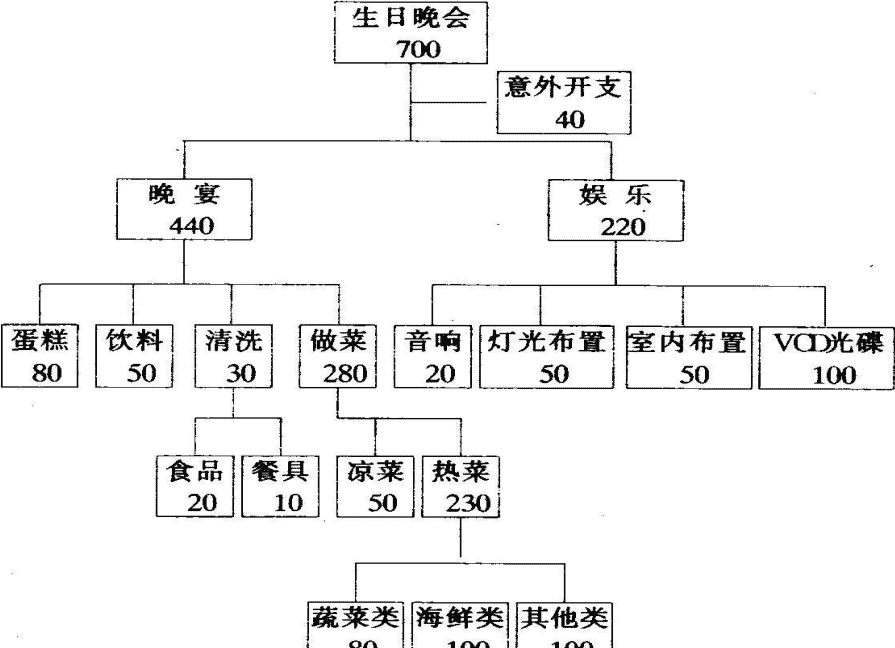 生日晚会
700
意外开支
40
晚 宴
440
娱 乐
220
蛋糕
80
饮料
50
清洗
30
做菜
280
音响
20
灯光布置
50
室内布置
50
VCD光碟
100
食品
20
餐具
10
凉菜
50
热菜
230
蔬菜类
80
海鲜类
100
其他类
100